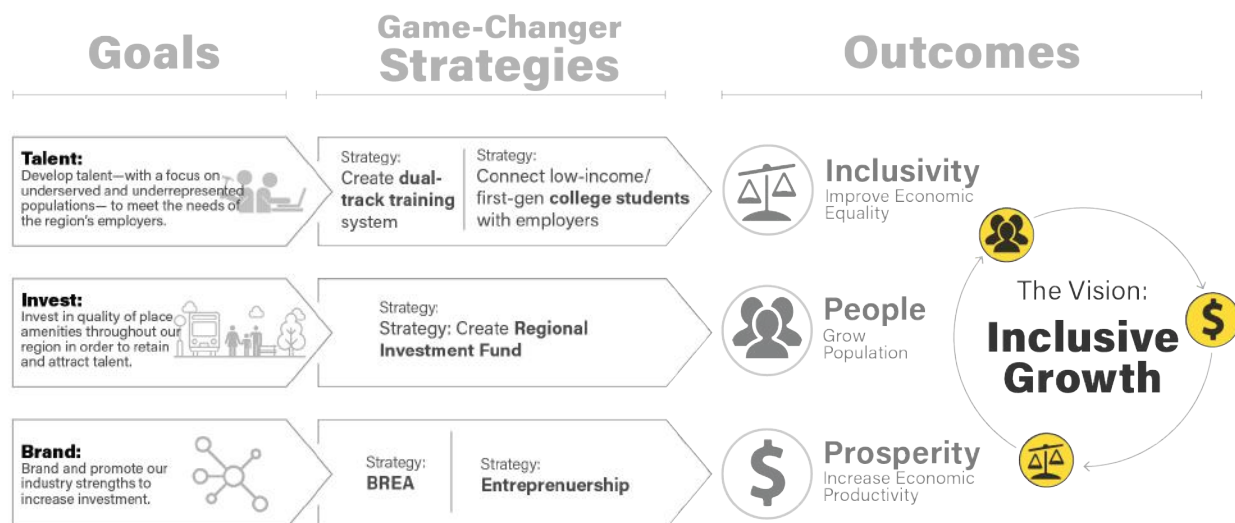 Goals
Game-Changer
Strategies
Outcomes
Talent:
Develop talent—with a focus on
underserved and underrepresented
populations— to meet the needs of
the region's employers.
Strategy:
Create dual-
track training
system
Strategy:
Connect low-income/
first-gen college students
with employers
Inclusivity
Improve Economic
Equality
Invest:
Invest in quality of place
amenities throughout our
region in order to retain
and attract talent.
Strategy:
Strategy: Create Regional
Investment Fund
People
Grow
Population
Brand:
Brand and promote our
industry strengths to
increase investment.
Strategy:
BREA
Strategy:
Entreprenuership
$
Prosperity
Increase Economic
Productivity
The Vision:
Inclusive
Growth
$